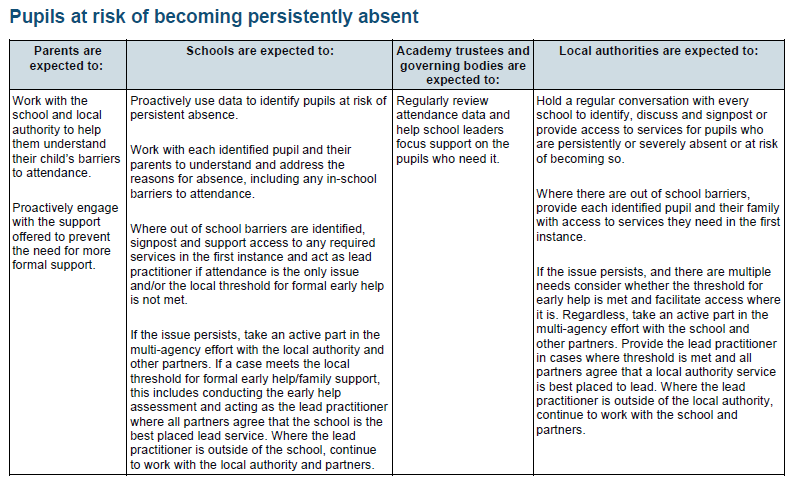 Pupils at risk of becoming persistently absent
Parents are
expected to:
Schools are expected to:
Academy trustees and
governing bodies are
expected to:
Local authorities are expected to:
Work with the
school and local
authority to help
them understand
their child's barriers
to attendance.
Proactively engage
with the support
offered to prevent
the need for more
formal support.
Proactively use data to identify pupils at risk of
persistent absence.
Work with each identified pupil and their
parents to understand and address the
reasons for absence, including any in-school
barriers to attendance.
Where out of school barriers are identified,
signpost and support access to any required
services in the first instance and act as lead
practitioner if attendance is the only issue
and/or the local threshold for formal early help
is not met.
If the issue persists, take an active part in the
multi-agency effort with the local authority and
other partners. If a case meets the local
threshold for formal early help/family support,
this includes conducting the early help
assessment and acting as the lead practitioner
where all partners agree that the school is the
best placed lead service. Where the lead
practitioner is outside of the school, continue
to work with the local authority and partners.
Regularly review
attendance data and
help school leaders
focus support on the
pupils who need it.
Hold a regular conversation with every
school to identify, discuss and signpost or
provide access to services for pupils who
are persistently or severely absent or at risk
of becoming so.
Where there are out of school barriers,
provide each identified pupil and their family
with access to services they need in the first
instance.
If the issue persists, and there are multiple
needs consider whether the threshold for
early help is met and facilitate access where
it is. Regardless, take an active part in the
multi-agency effort with the school and
other partners. Provide the lead practitioner
in cases where threshold is met and all
partners agree that a local authority service
is best placed to lead. Where the lead
practitioner is outside of the local authority,
continue to work with the school and
partners.